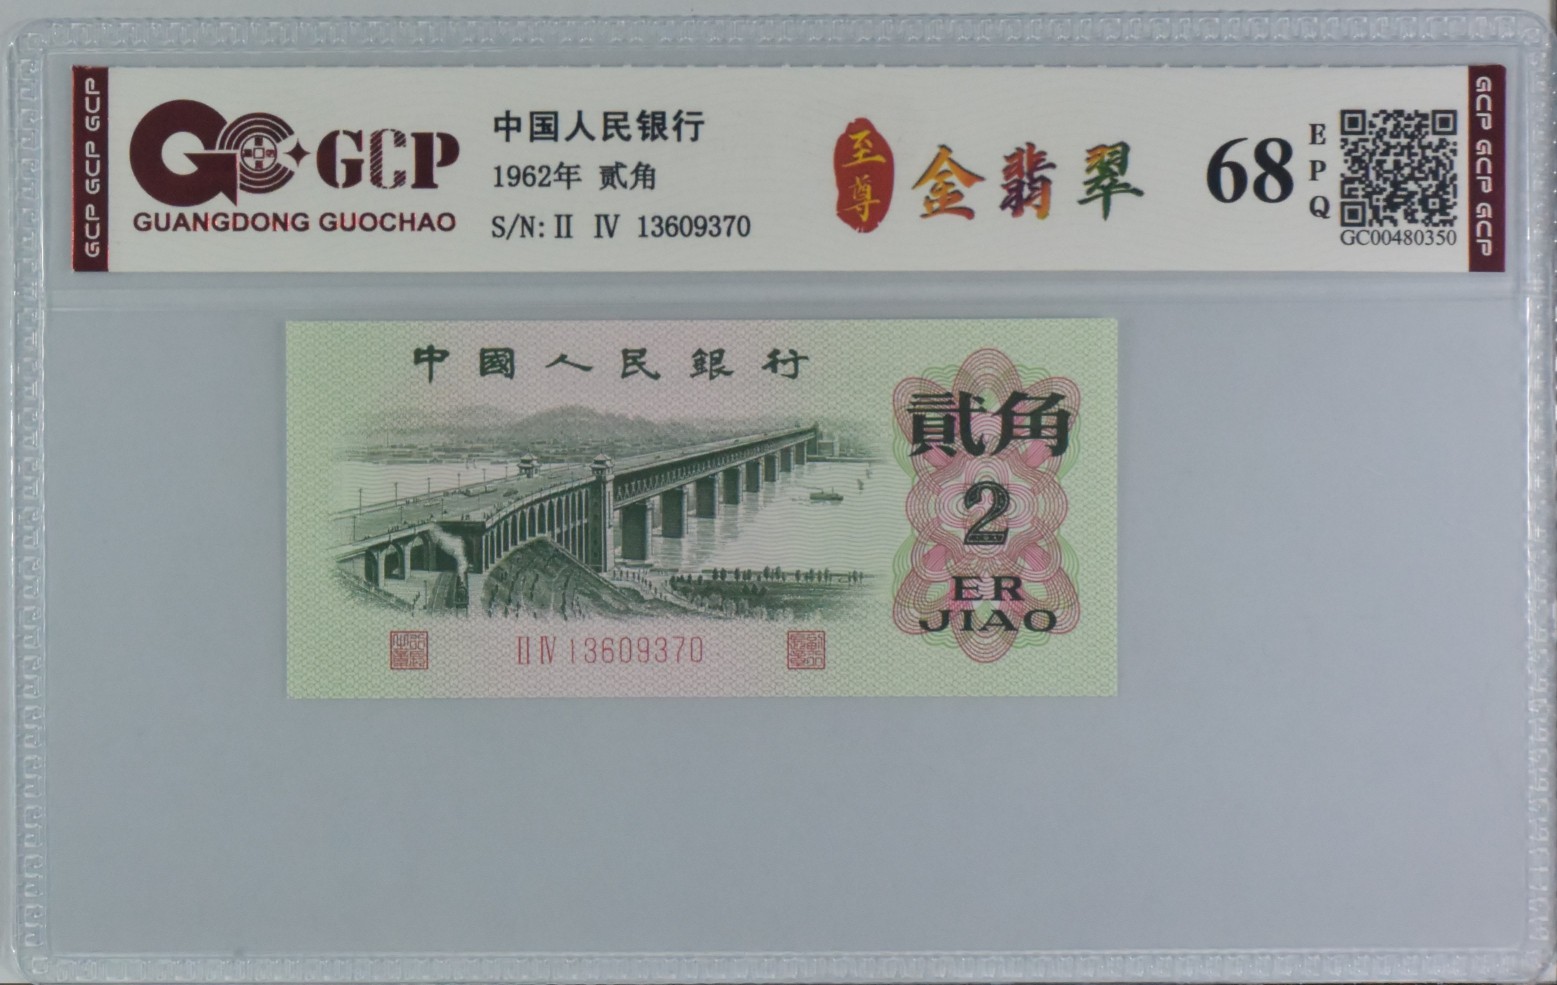 GCP GCP GCP
GCP
GUANGDONG GUOCHAO
中国人民银行
1962年 贰角
S/N: II IV 13609370
至尊
金翡翠
68
EPQ
GC00480350
GCP GCP GCP
中國人民銀行
貳角
2
ER
JIAO
II IV 13609370